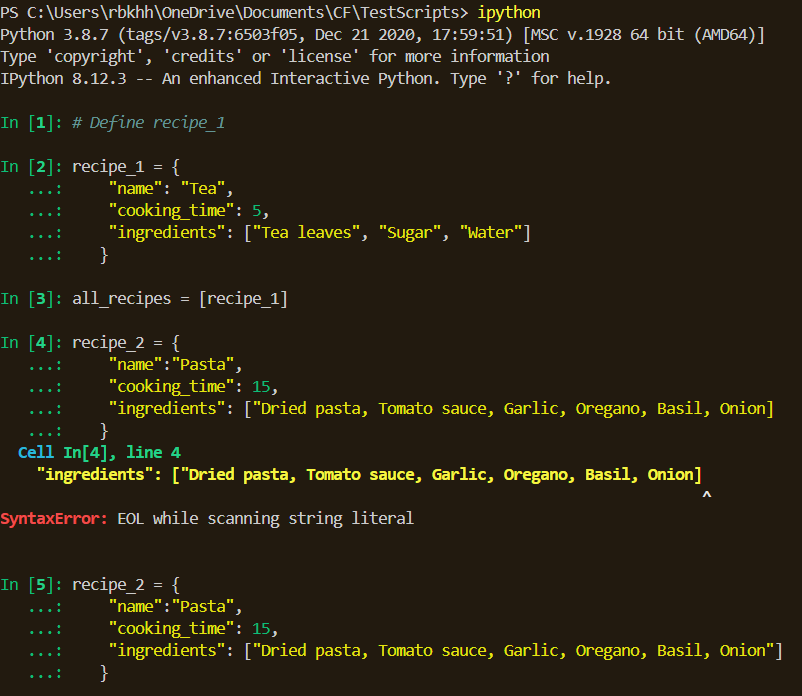 PS C:\Users\rbkhh\OneDrive\Documents\CF\TestScripts> ipython
Python 3.8.7 (tags/v3.8.7:6503f05, Dec 21 2020, 17:59:51) [MSC v.1928 64 bit (AMD64)]
Type 'copyright', 'credits' or 'license' for more information
IPython 8.12.3 -- An enhanced Interactive Python. Type '?' for help.

In [1]: # Define recipe_1

In [2]: recipe_1 = {
   ...:     "name": "Tea",
   ...:     "cooking_time": 5,
   ...:     "ingredients": ["Tea leaves", "Sugar", "Water"]
   ...:    }

In [3]: all_recipes = [recipe_1]

In [4]: recipe_2 = {
   ...:     "name":"Pasta",
   ...:     "cooking_time": 15,
   ...:     "ingredients": ["Dried pasta, Tomato sauce, Garlic, Oregano, Basil, Onion]
   ...:    }
  Cell In[4], line 4
    "ingredients": ["Dried pasta, Tomato sauce, Garlic, Oregano, Basil, Onion]
                                                                              ^
SyntaxError: EOL while scanning string literal


In [5]: recipe_2 = {
   ...:     "name":"Pasta",
   ...:     "cooking_time": 15,
   ...:     "ingredients": ["Dried pasta, Tomato sauce, Garlic, Oregano, Basil, Onion"]
   ...:    }